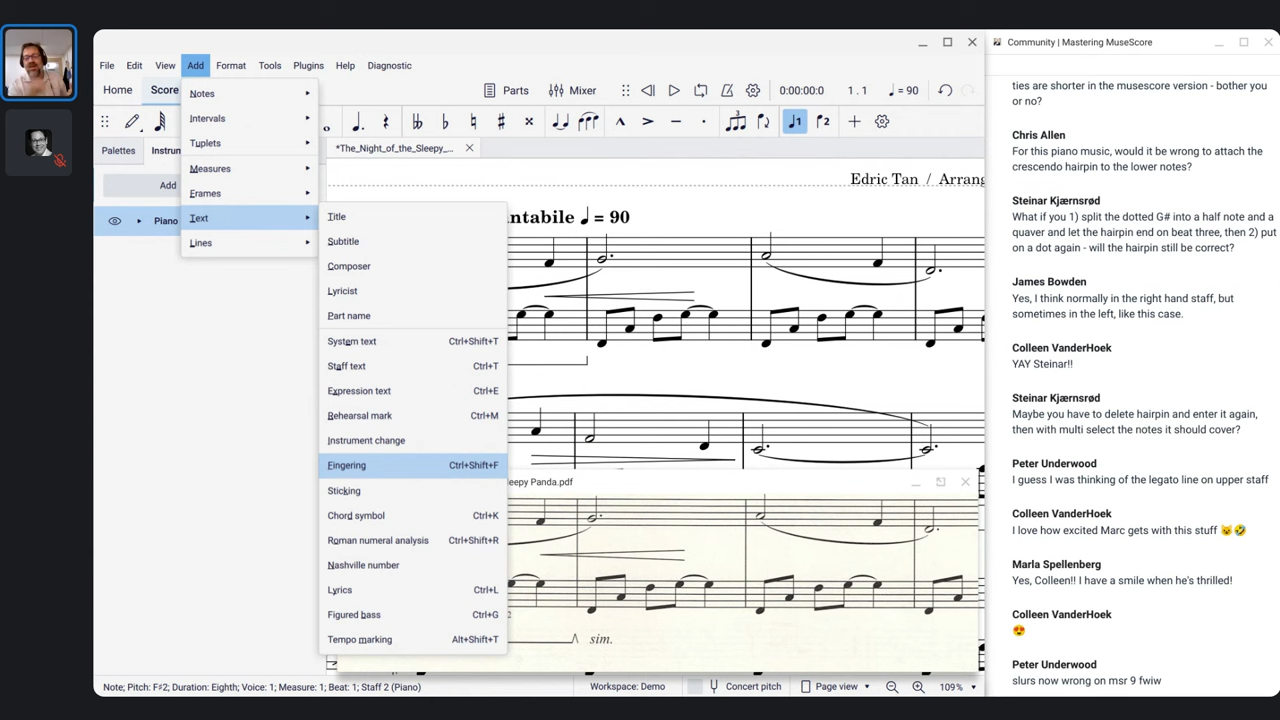 Community | Mastering MuseScore
File Edit View Add Format Tools Plugins Help Diagnostic
Home Score
Parts Mixer 0:00:00:0 1 . 1 = 90
3
1 2
Palettes Instrum
*The_Night_of_the_Sleepy_...
Add
Piano
Notes
Intervals
Tuplets
Measures
Frames
Text
Lines
Title
Subtitle
Composer
Lyricist
Part name
System text Ctrl+Shift+T
Staff text Ctrl+T
Expression text Ctrl+E
Rehearsal mark Ctrl+M
Instrument change
Fingering Ctrl+Shift+F
Sticking
Chord symbol Ctrl+K
Roman numeral analysis Ctrl+Shift+R
Nashville number
Lyrics Ctrl+L
Figured bass Ctrl+G
Tempo marking Alt+Shift+T
Edric Tan / Arrang
ntabile = 90
leepy Panda.pdf
sim.
Note; Pitch: F♯2; Duration: Eighth; Voice: 1; Measure: 1; Beat: 1; Staff 2 (Piano)
Workspace: Demo Concert pitch Page view 109%
ties are shorter in the musescore version - bother you
or no?
Chris Allen
For this piano music, would it be wrong to attach the
crescendo hairpin to the lower notes?
Steinar Kjærnsrød
What if you 1) split the dotted G# into a half note and a
quaver and let the hairpin end on beat three, then 2) put
on a dot again - will the hairpin still be correct?
James Bowden
Yes, I think normally in the right hand staff, but
sometimes in the left, like this case.
Colleen VanderHoek
YAY Steinar!!
Steinar Kjærnsrød
Maybe you have to delete hairpin and enter it again,
then with multi select the notes it should cover?
Peter Underwood
I guess I was thinking of the legato line on upper staff
Colleen VanderHoek
I love how excited Marc gets with this stuff 😺🤣
Marla Spellenberg
Yes, Colleen!! I have a smile when he's thrilled!
Colleen VanderHoek
😍
Peter Underwood
slurs now wrong on msr 9 fwiw